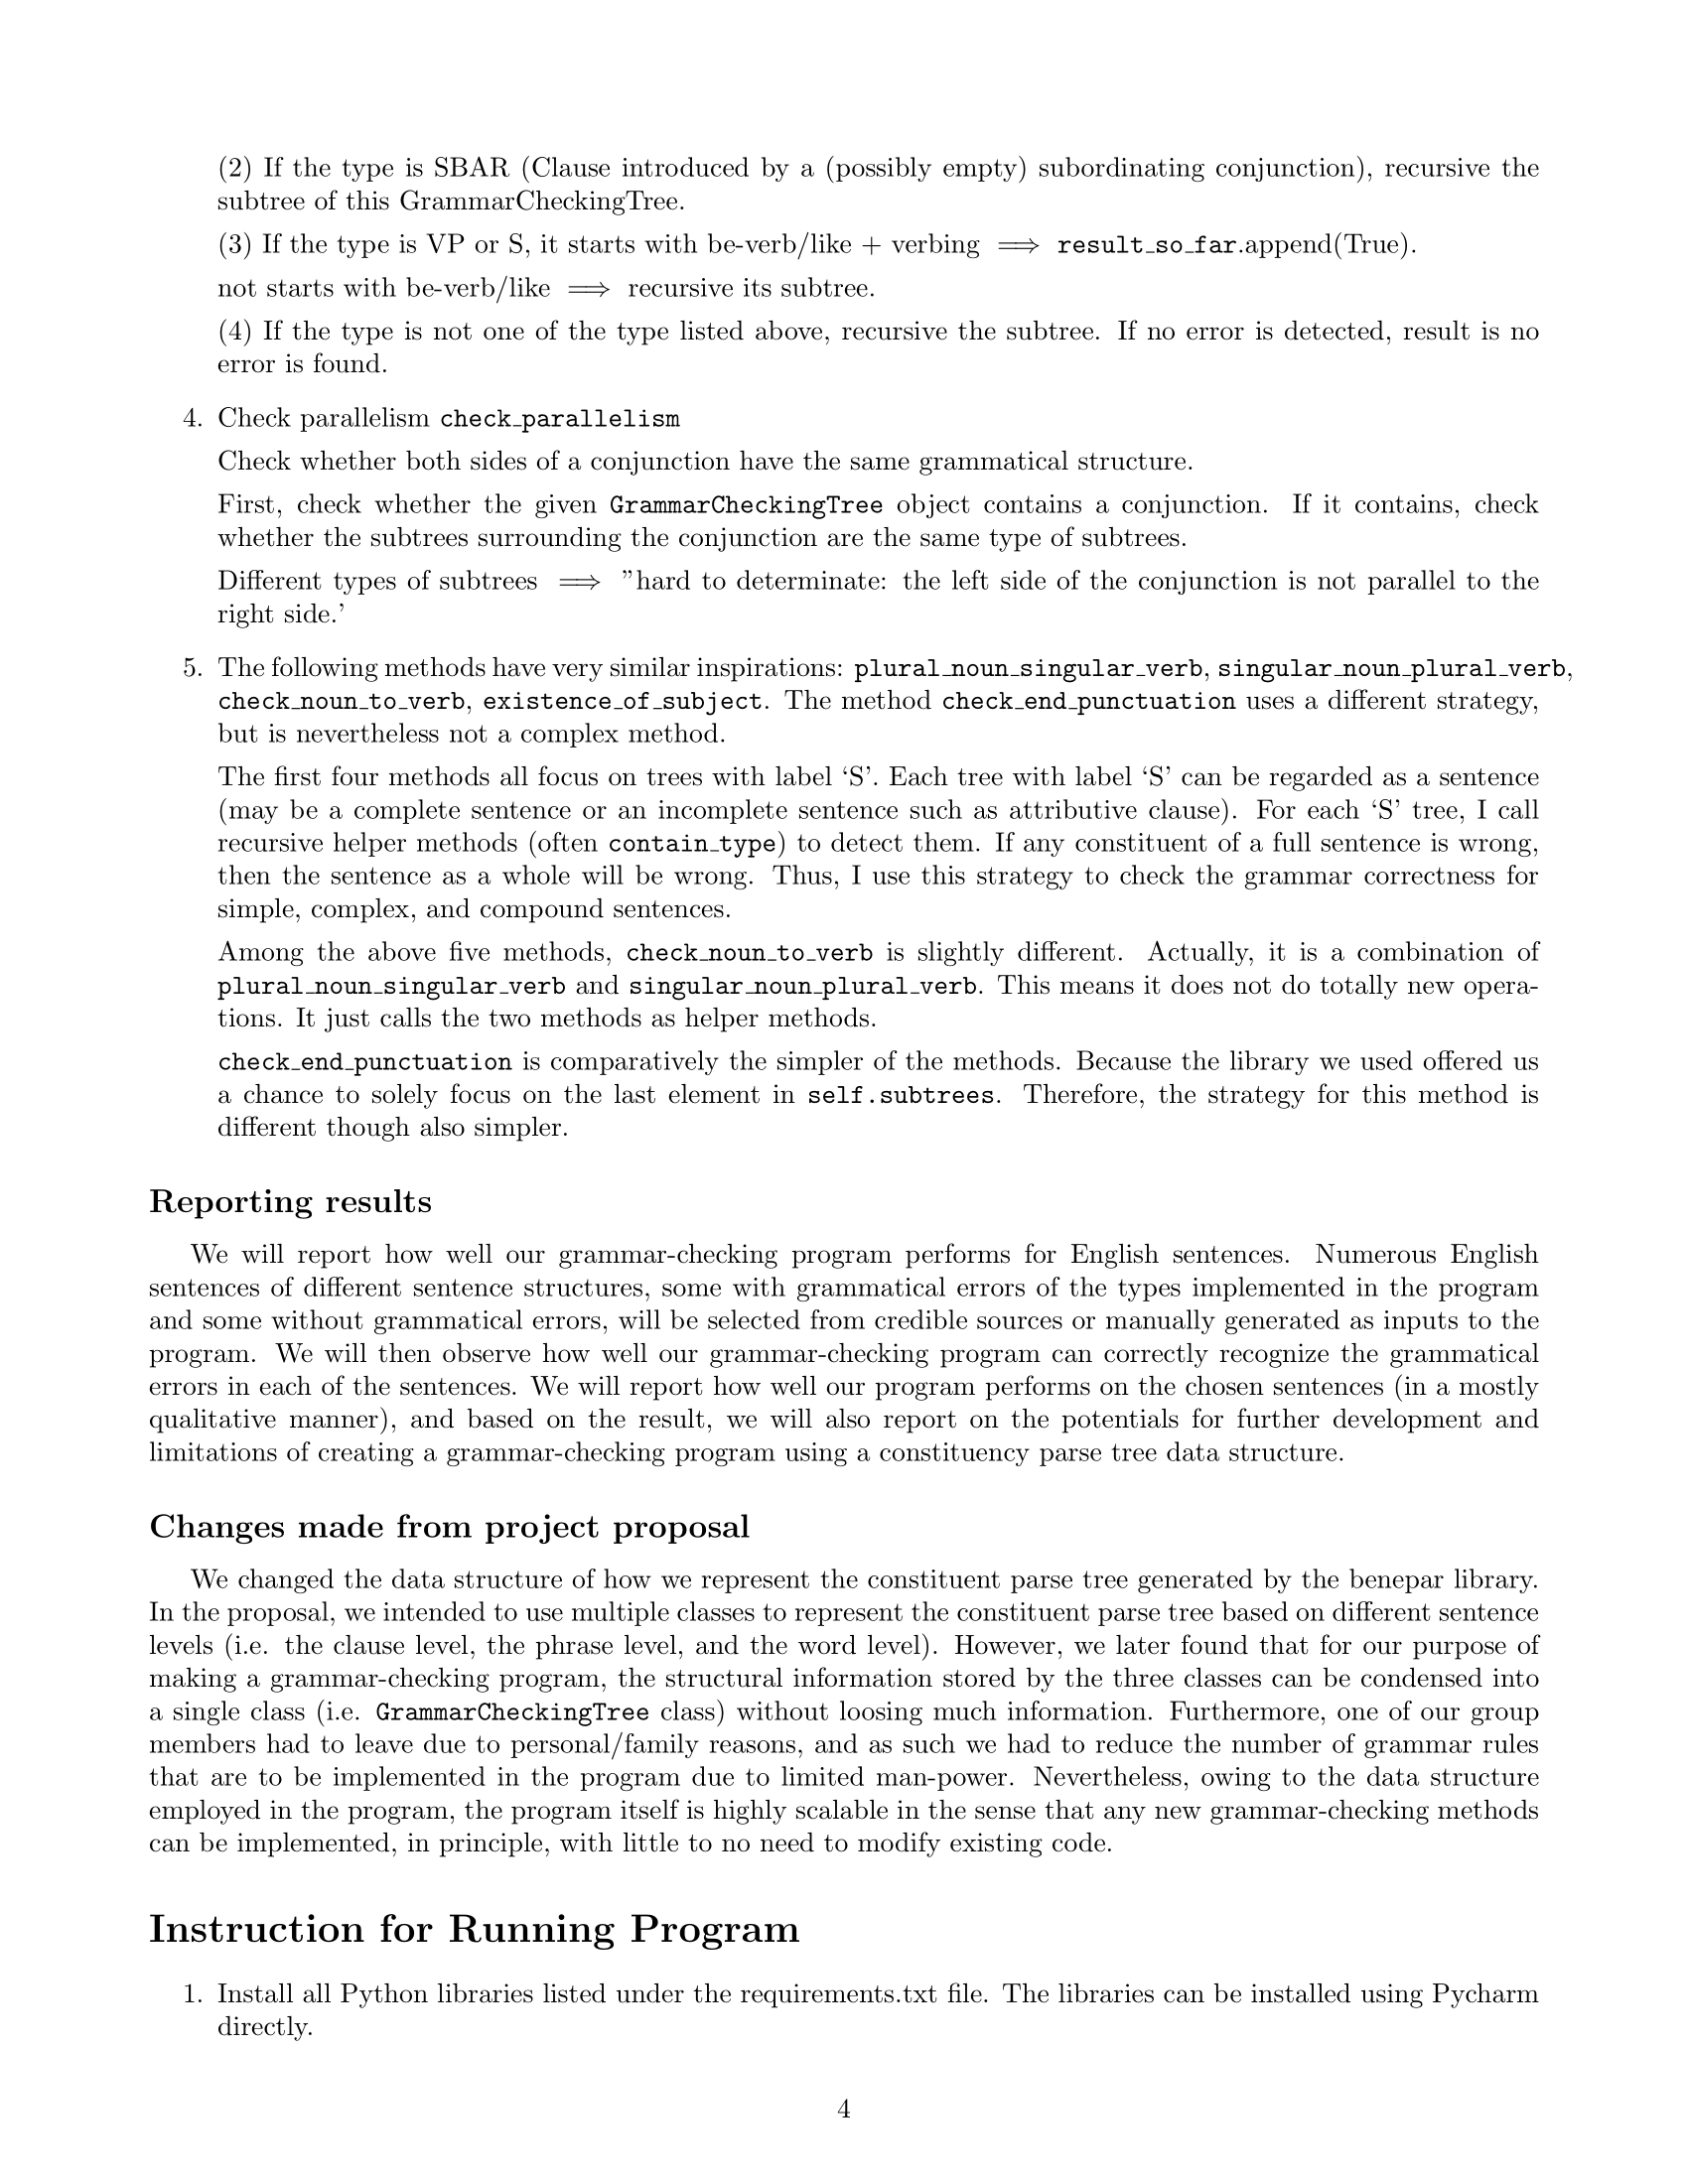 (2) If the type is SBAR (Clause introduced by a (possibly empty) subordinating conjunction), recursive the
subtree of this GrammarCheckingTree.
(3) If the type is VP or S, it starts with be-verb/like + verbing ⟹ result_so_far.append(True).
not starts with be-verb/like ⟹ recursive its subtree.
(4) If the type is not one of the type listed above, recursive the subtree. If no error is detected, result is no
error is found.
4. Check parallelism check_parallelism
Check whether both sides of a conjunction have the same grammatical structure.
First, check whether the given GrammarCheckingTree object contains a conjunction. If it contains, check
whether the subtrees surrounding the conjunction are the same type of subtrees.
Different types of subtrees ⟹ ”hard to determinate: the left side of the conjunction is not parallel to the
right side.’
5. The following methods have very similar inspirations: plural_noun_singular_verb, singular_noun_plural_verb,
check_noun_to_verb, existence_of_subject. The method check_end_punctuation uses a different strategy,
but is nevertheless not a complex method.
The first four methods all focus on trees with label ‘S’. Each tree with label ‘S’ can be regarded as a sentence
(may be a complete sentence or an incomplete sentence such as attributive clause). For each ‘S’ tree, I call
recursive helper methods (often contain_type) to detect them. If any constituent of a full sentence is wrong,
then the sentence as a whole will be wrong. Thus, I use this strategy to check the grammar correctness for
simple, complex, and compound sentences.
Among the above five methods, check_noun_to_verb is slightly different. Actually, it is a combination of
plural_noun_singular_verb and singular_noun_plural_verb. This means it does not do totally new opera-
tions. It just calls the two methods as helper methods.
check_end_punctuation is comparatively the simpler of the methods. Because the library we used offered us
a chance to solely focus on the last element in self.subtrees. Therefore, the strategy for this method is
different though also simpler.
Reporting results
We will report how well our grammar-checking program performs for English sentences. Numerous English
sentences of different sentence structures, some with grammatical errors of the types implemented in the program
and some without grammatical errors, will be selected from credible sources or manually generated as inputs to the
program. We will then observe how well our grammar-checking program can correctly recognize the grammatical
errors in each of the sentences. We will report how well our program performs on the chosen sentences (in a mostly
qualitative manner), and based on the result, we will also report on the potentials for further development and
limitations of creating a grammar-checking program using a constituency parse tree data structure.
Changes made from project proposal
We changed the data structure of how we represent the constituent parse tree generated by the benepar library.
In the proposal, we intended to use multiple classes to represent the constituent parse tree based on different sentence
levels (i.e. the clause level, the phrase level, and the word level). However, we later found that for our purpose of
making a grammar-checking program, the structural information stored by the three classes can be condensed into
a single class (i.e. GrammarCheckingTree class) without loosing much information. Furthermore, one of our group
members had to leave due to personal/family reasons, and as such we had to reduce the number of grammar rules
that are to be implemented in the program due to limited man-power. Nevertheless, owing to the data structure
employed in the program, the program itself is highly scalable in the sense that any new grammar-checking methods
can be implemented, in principle, with little to no need to modify existing code.
Instruction for Running Program
1. Install all Python libraries listed under the requirements.txt file. The libraries can be installed using Pycharm
directly.
4